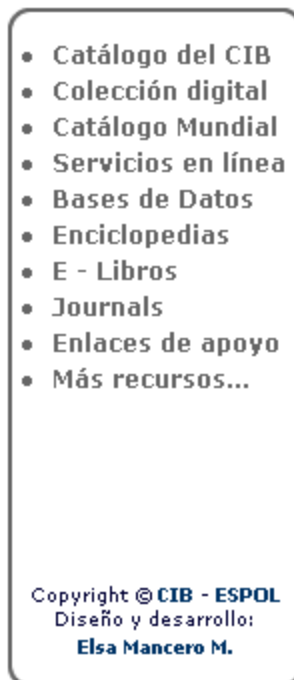 • Catálogo del CIB
• Colección digital
• Catálogo Mundial
• Servicios en línea
• Bases de Datos
• Enciclopedias
• E - Libros
• Journals
• Enlaces de apoyo
• Más recursos...
Copyright © CIB - ESPOL
Diseño y desarrollo:
Elsa Mancero M.